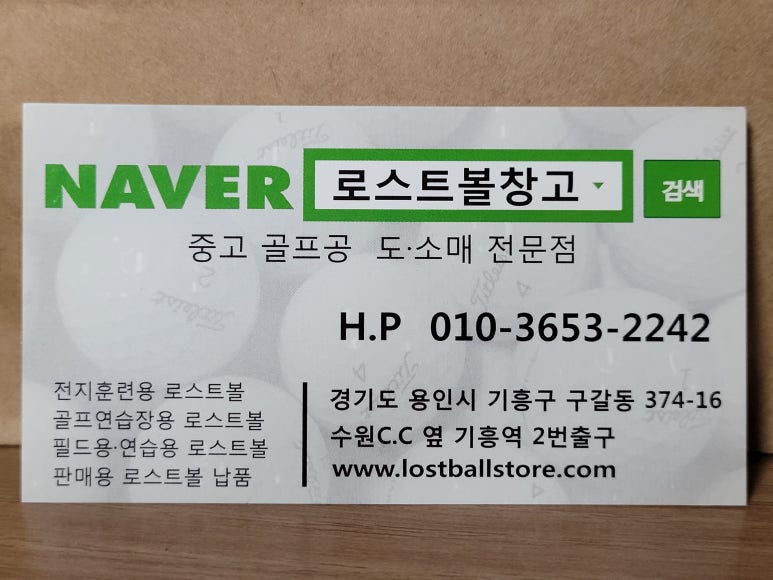 NAVER 로스트볼창고 검색
중고 골프공 도·소매 전문점
H.P 010-3653-2242
전지훈련용 로스트볼
골프연습장용 로스트볼
필드용·연습용 로스트볼
판매용 로스트볼 납품
경기도 용인시 기흥구 구갈동 374-16
수원C.C 옆 기흥역 2번출구
www.lostballstore.com
Titleist
Titleist
Titleist
Titleist